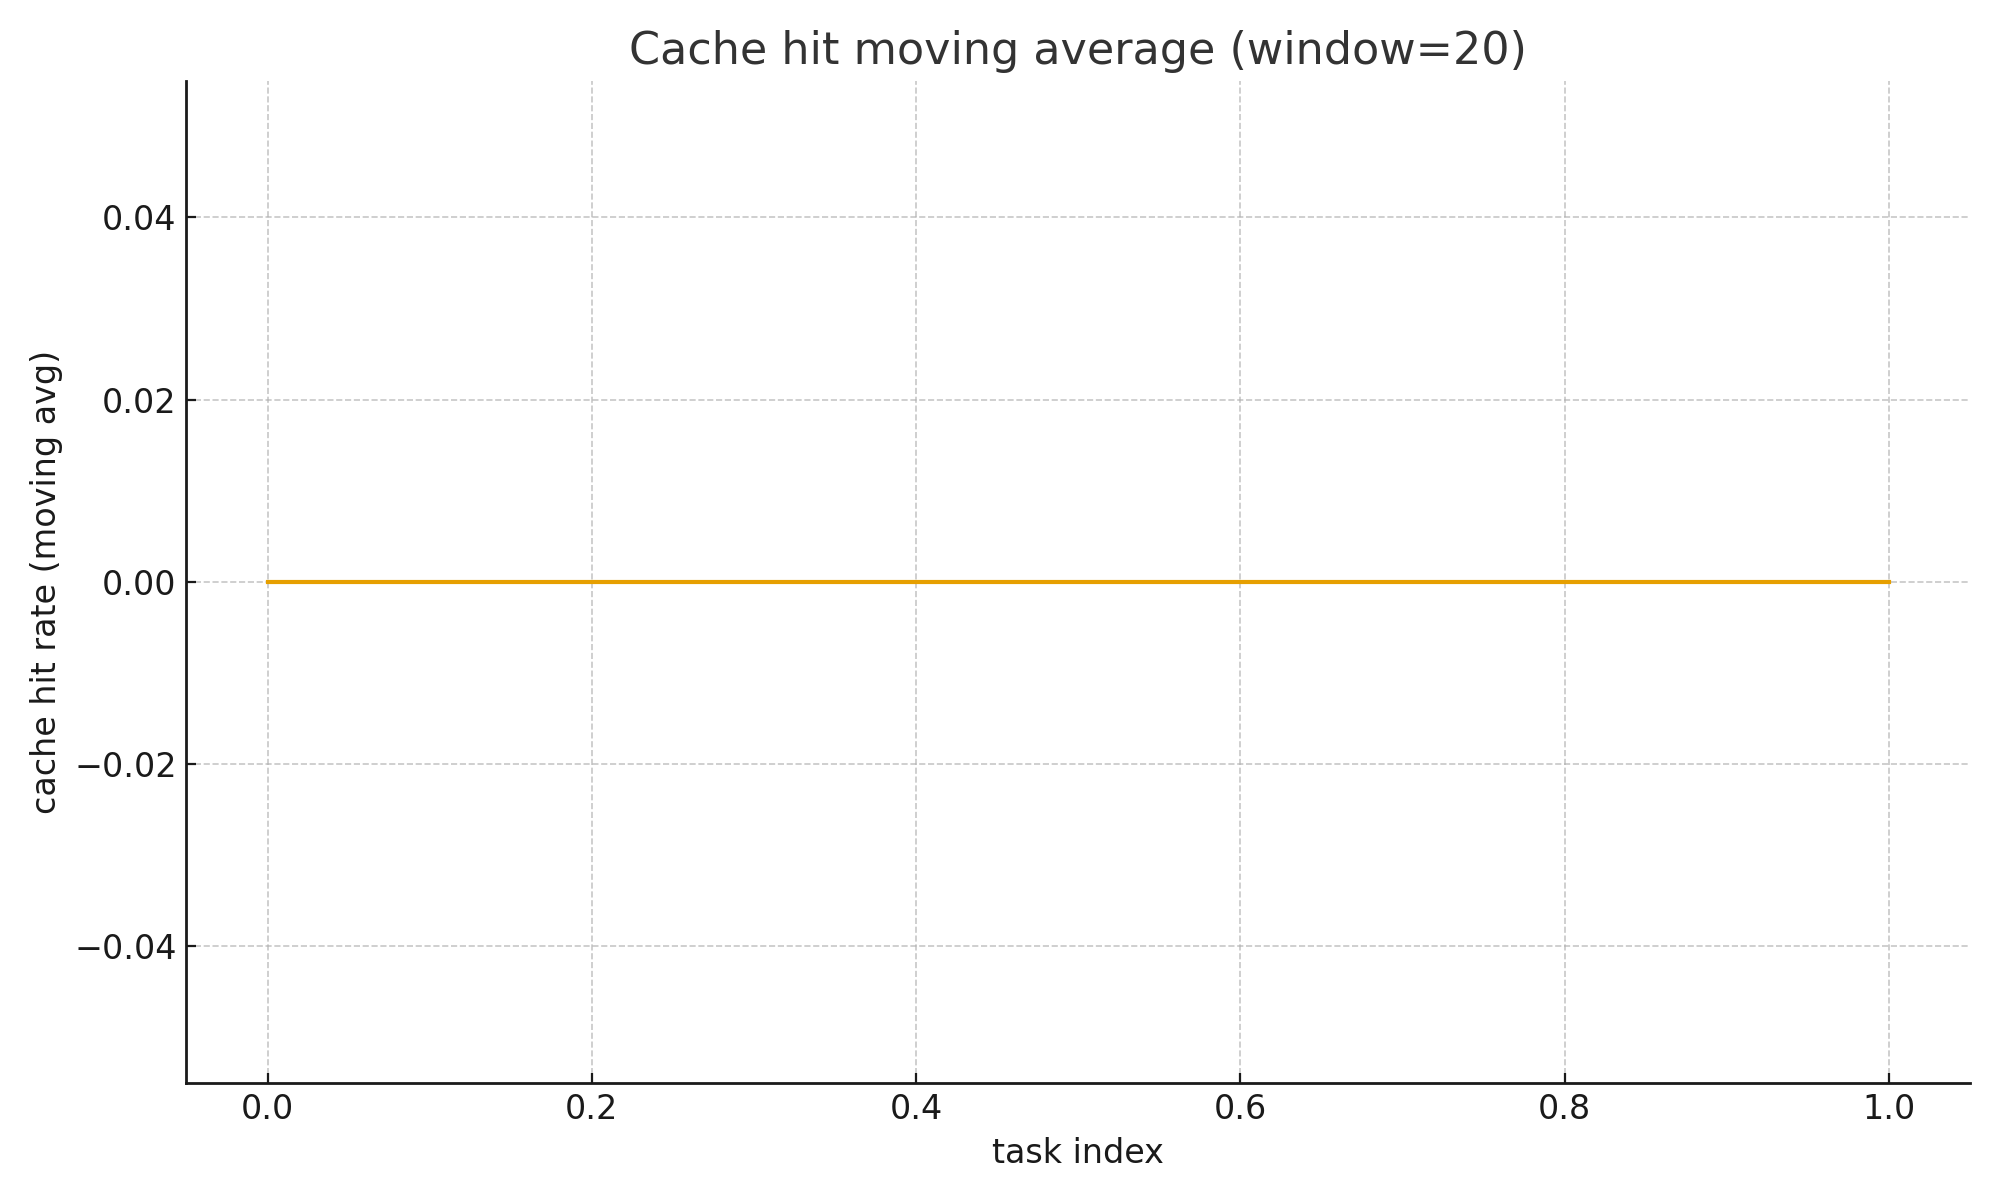 Cache hit moving average (window=20)
cache hit rate (moving avg)
0.04
0.02
0.00
−0.02
−0.04
0.0 0.2 0.4 0.6 0.8 1.0
task index